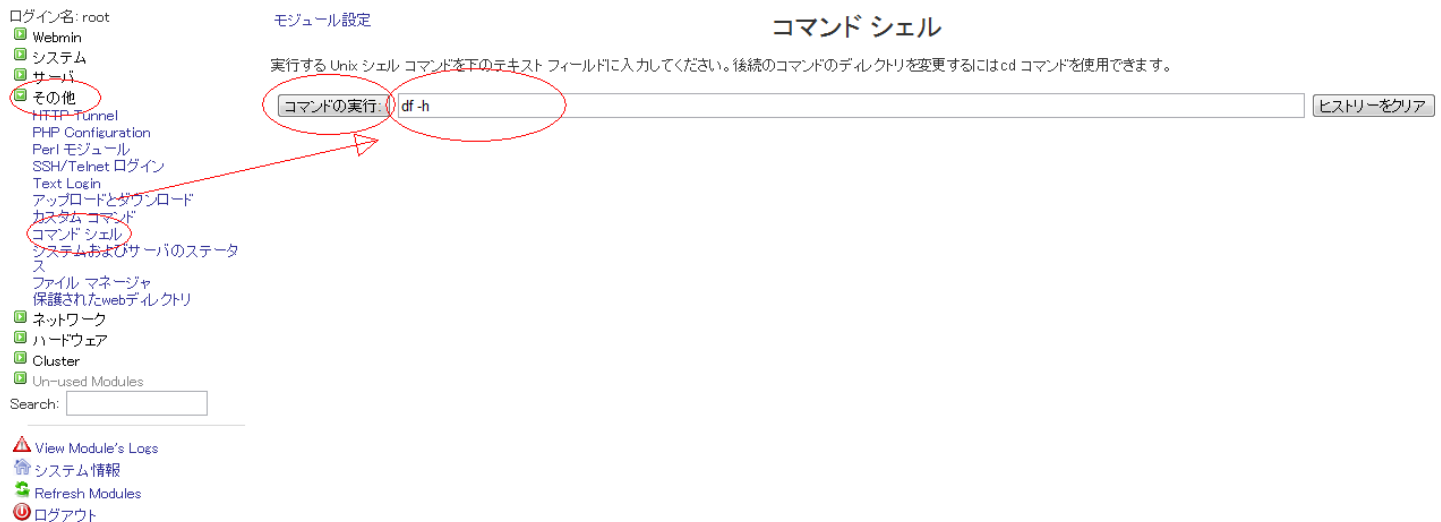 ログイン名: root
Webmin
システム
サーバ
その他
HTTP Tunnel
PHP Configuration
Perl モジュール
SSH/Telnet ログイン
Text Login
アップロードとダウンロード
カスタム コマンド
コマンド シェル
システムおよびサーバのステータ
ス
ファイル マネージャ
保護されたwebディレクトリ
ネットワーク
ハードウェア
Cluster
Un-used Modules
Search:
View Module's Logs
システム情報
Refresh Modules
ログアウト
モジュール設定
コマンド シェル
実行する Unix シェル コマンドを下のテキスト フィールドに入力してください。後続のコマンドのディレクトリを変更するには cd コマンドを使用できます。
コマンドの実行: df -h ヒストリーをクリア